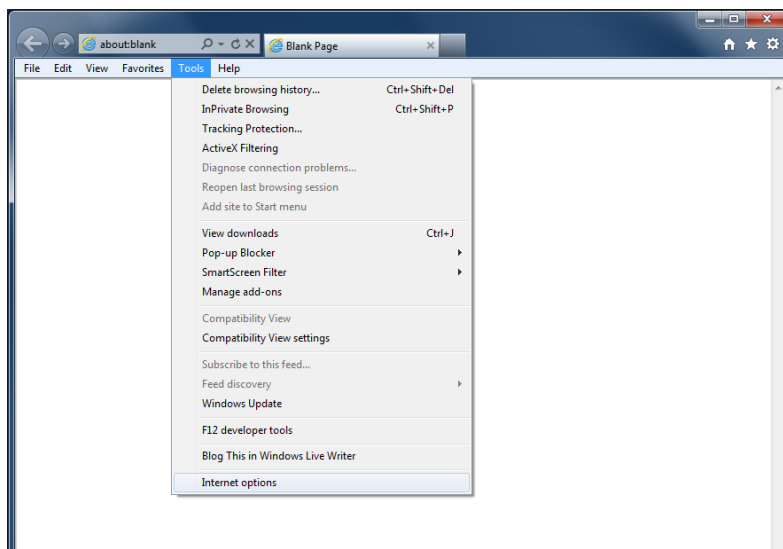 about:blank
Blank Page
File Edit View Favorites Tools Help
Delete browsing history... Ctrl+Shift+Del
InPrivate Browsing Ctrl+Shift+P
Tracking Protection...
ActiveX Filtering
Diagnose connection problems...
Reopen last browsing session
Add site to Start menu
View downloads Ctrl+J
Pop-up Blocker
SmartScreen Filter
Manage add-ons
Compatibility View
Compatibility View settings
Subscribe to this feed...
Feed discovery
Windows Update
F12 developer tools
Blog This in Windows Live Writer
Internet options